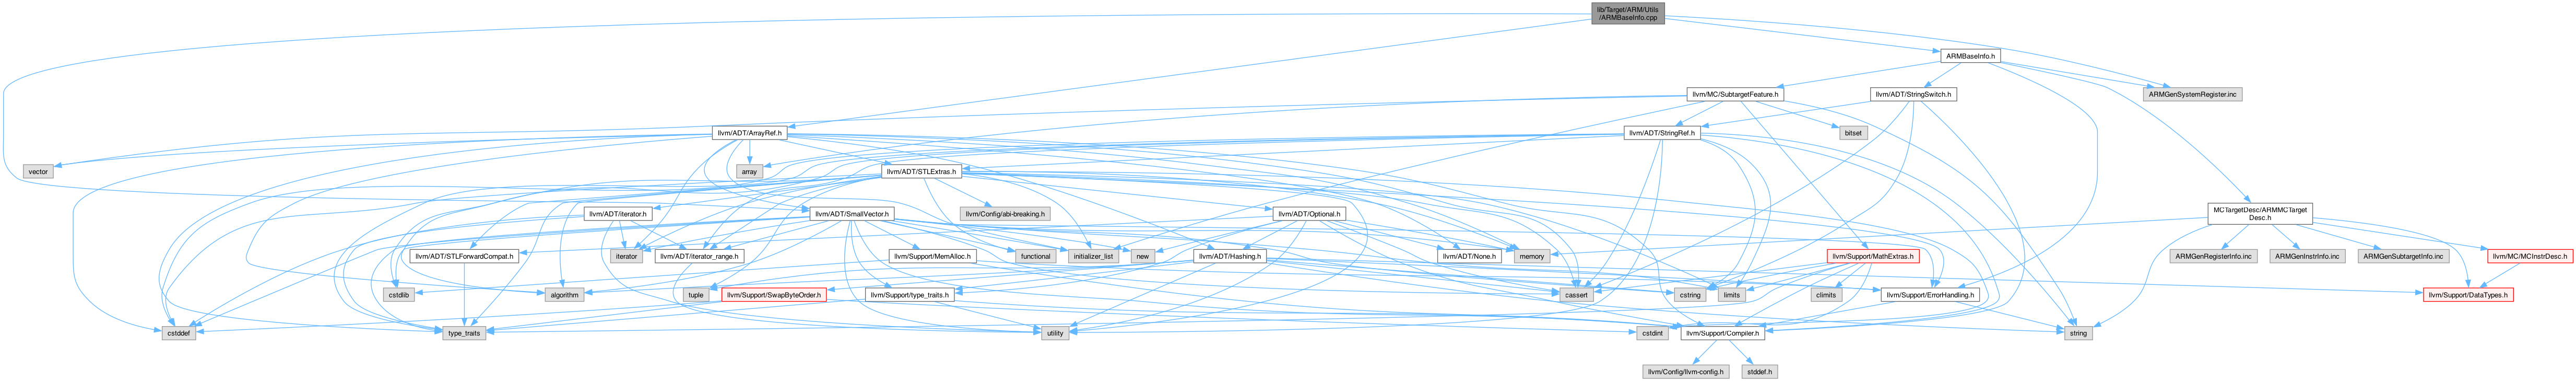 lib/Target/ARM/Utils
/ARMBaseInfo.cpp
ARMBaseInfo.h
llvm/MC/SubtargetFeature.h
llvm/ADT/StringSwitch.h
ARMGenSystemRegister.inc
llvm/ADT/ArrayRef.h
llvm/ADT/StringRef.h
bitset
vector
array
llvm/ADT/STLExtras.h
llvm/ADT/iterator.h
llvm/ADT/SmallVector.h
llvm/Config/abi-breaking.h
llvm/ADT/Optional.h
MCTargetDesc/ARMMCTarget
Desc.h
llvm/ADT/STLForwardCompat.h
iterator
llvm/ADT/iterator_range.h
llvm/Support/MemAlloc.h
functional
initializer_list
new
llvm/ADT/Hashing.h
llvm/ADT/None.h
memory
llvm/Support/MathExtras.h
ARMGenRegisterInfo.inc
ARMGenInstrInfo.inc
ARMGenSubtargetInfo.inc
llvm/MC/MCInstrDesc.h
cstdlib
algorithm
tuple
llvm/Support/SwapByteOrder.h
llvm/Support/type_traits.h
cassert
cstring
limits
climits
llvm/Support/ErrorHandling.h
llvm/Support/DataTypes.h
cstddef
type_traits
utility
cstdint
llvm/Support/Compiler.h
string
llvm/Config/llvm-config.h
stddef.h